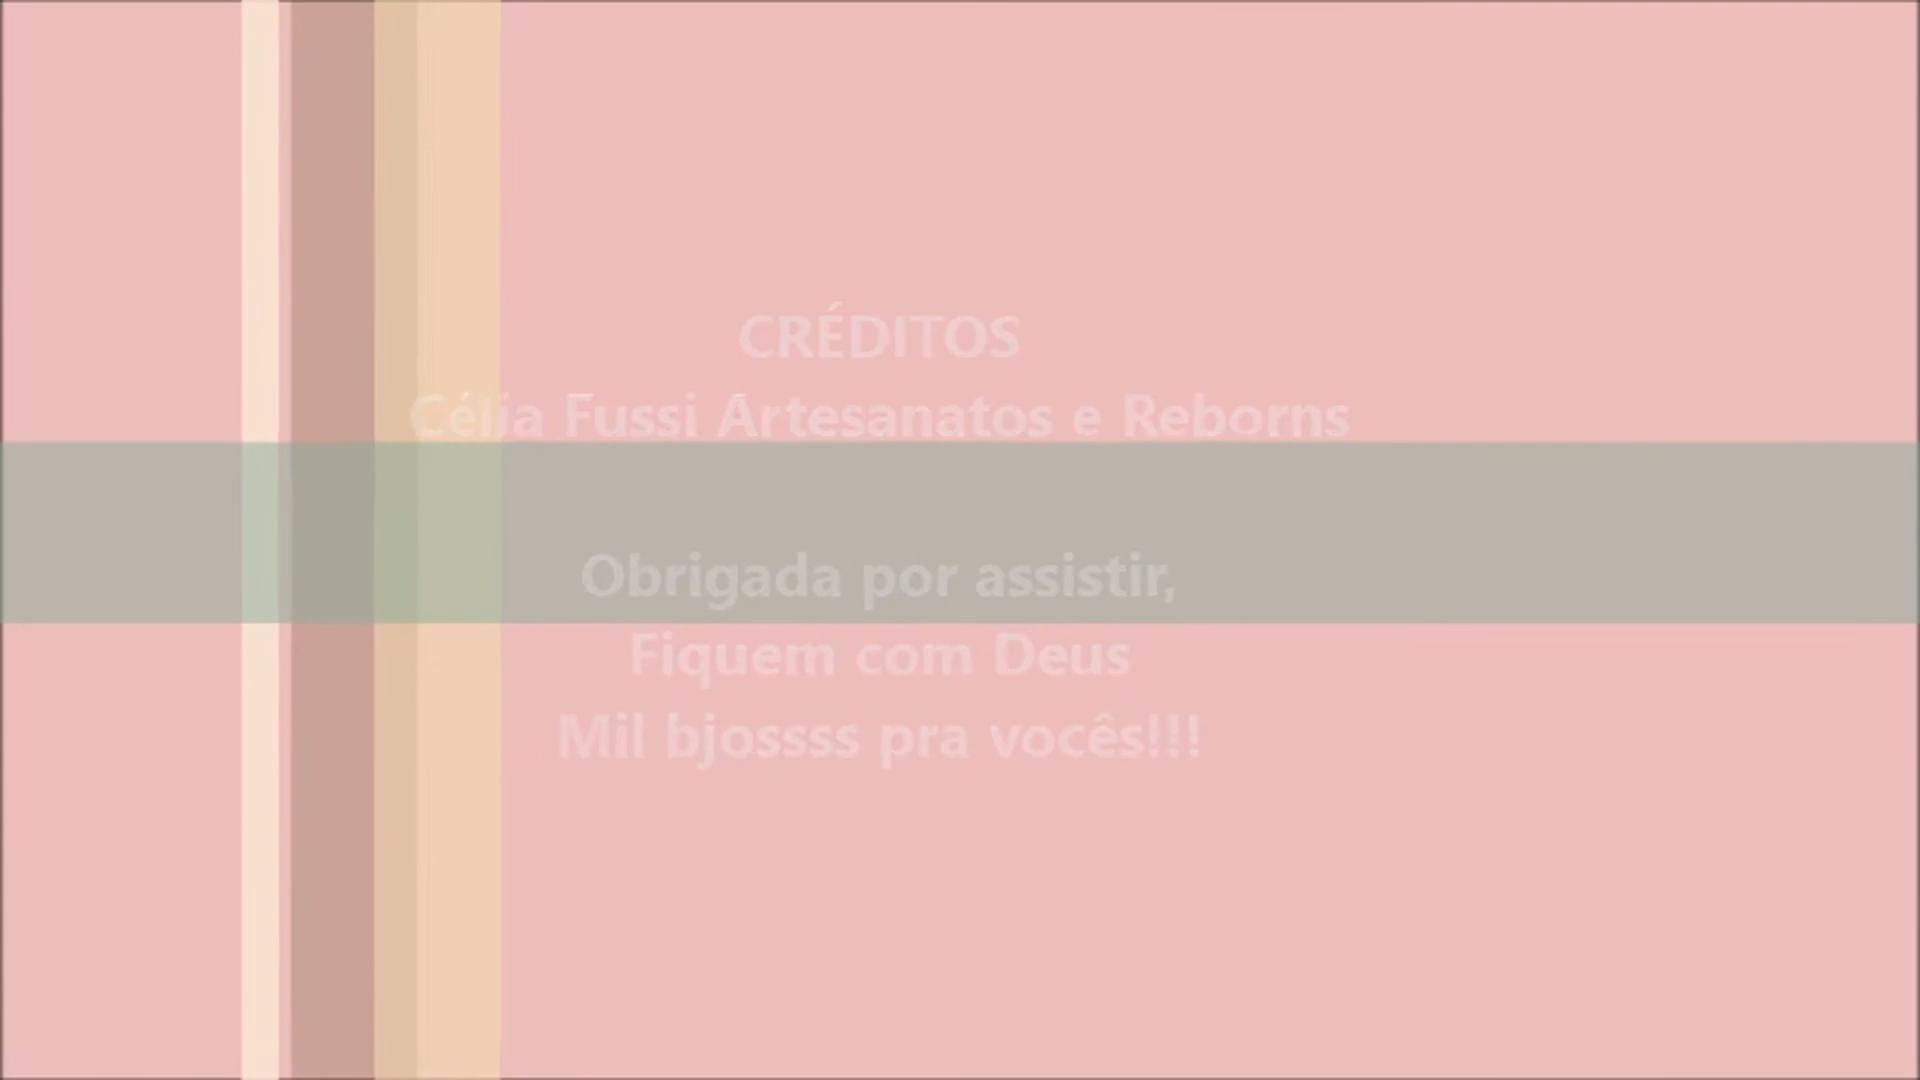 CRÉDITOS
Célia Fussi Artesanatos e Reborns
Obrigada por assistir,
Fiquem com Deus
Mil bjossss pra vocês!!!